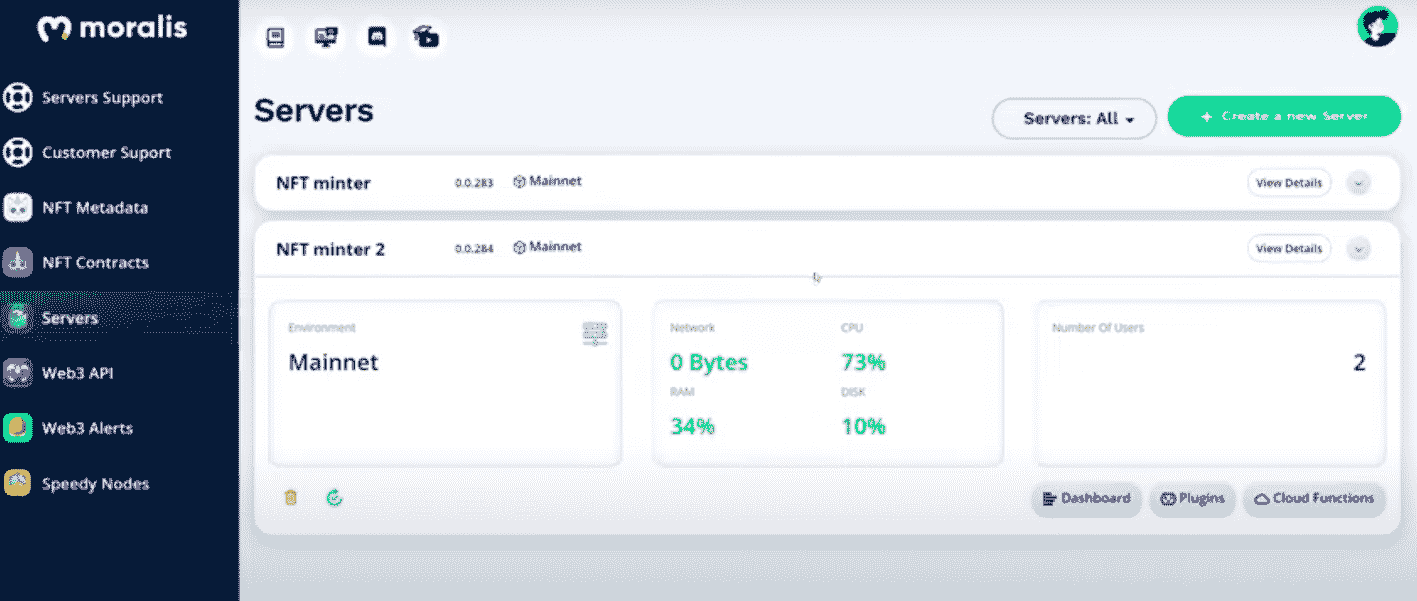 moralis
Servers Support
Customer Suport
NFT Metadata
NFT Contracts
Servers
Web3 API
Web3 Alerts
Speedy Nodes
Servers
Servers: All
+ Create a new Server
NFT minter 0.0.283 Mainnet View Details
NFT minter 2 0.0.284 Mainnet View Details
Environment
Mainnet
Network CPU
0 Bytes 73%
RAM DISK
34% 10%
Number Of Users
2
Dashboard Plugins Cloud Functions